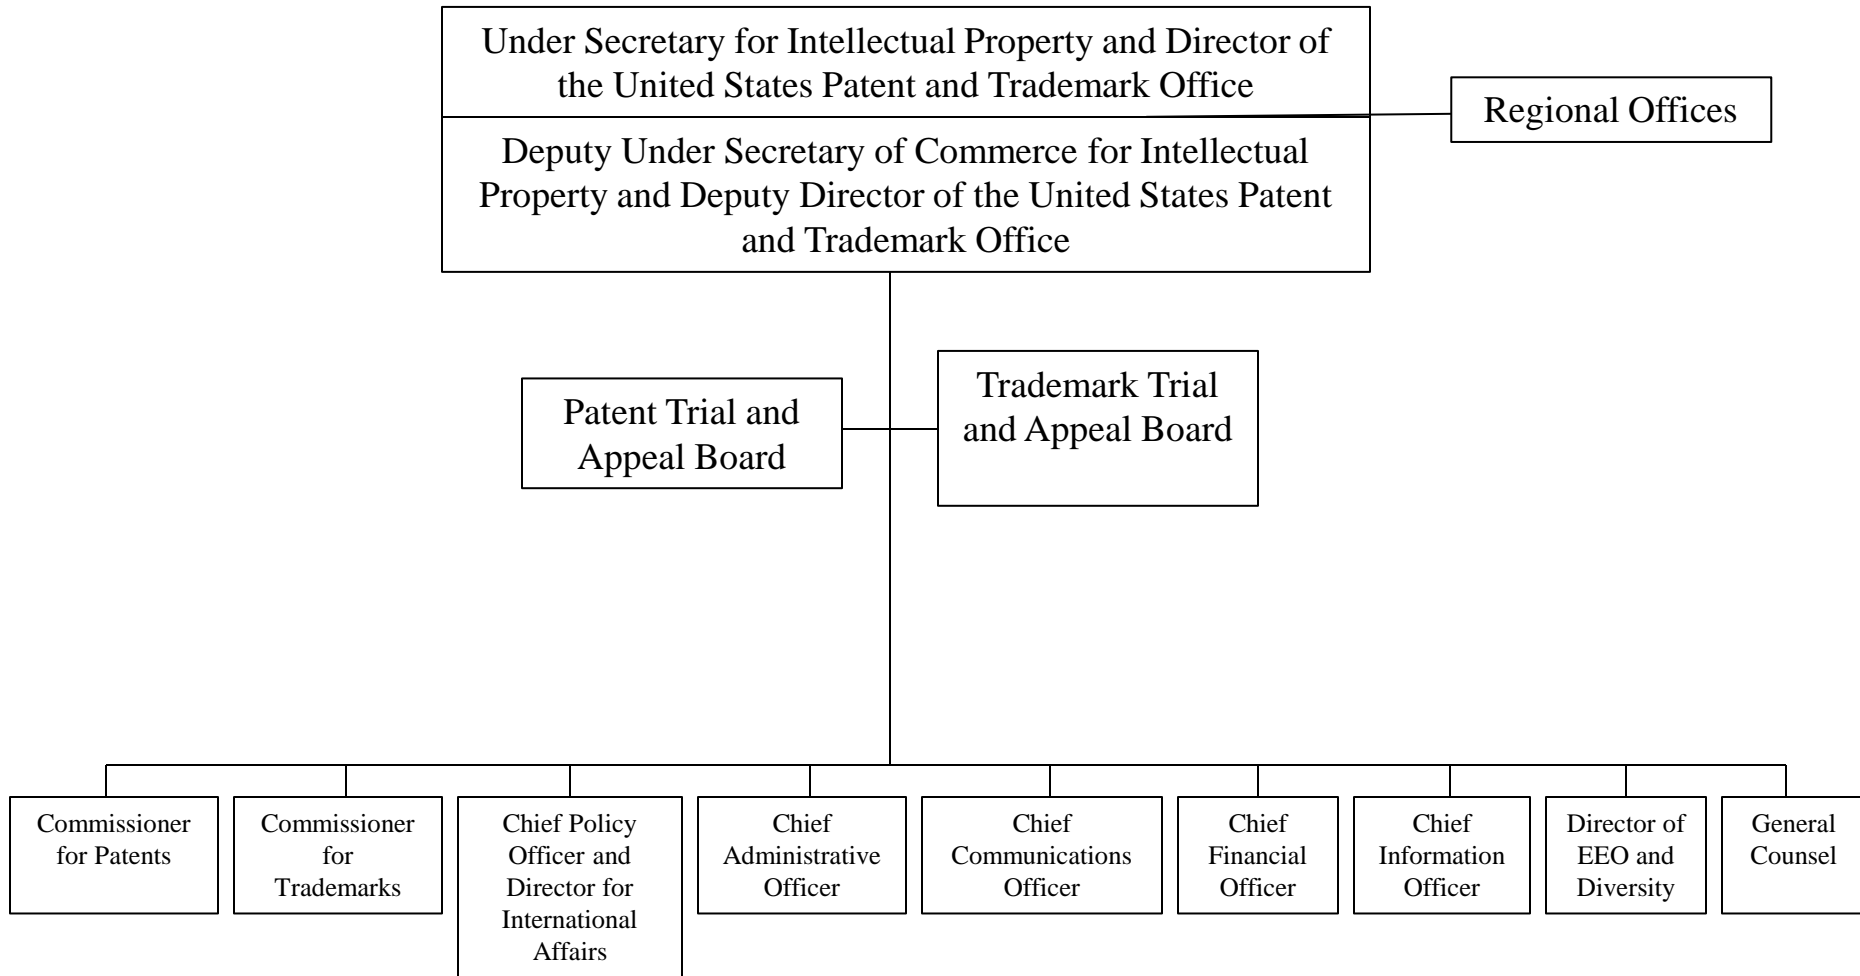 Under Secretary for Intellectual Property and Director of
the United States Patent and Trademark Office
Regional Offices
Deputy Under Secretary of Commerce for Intellectual
Property and Deputy Director of the United States Patent
and Trademark Office
Patent Trial and
Appeal Board
Trademark Trial
and Appeal Board
Commissioner
for Patents
Commissioner
for
Trademarks
Chief Policy
Officer and
Director for
International
Affairs
Chief
Administrative
Officer
Chief
Communications
Officer
Chief
Financial
Officer
Chief
Information
Officer
Director of
EEO and
Diversity
General
Counsel